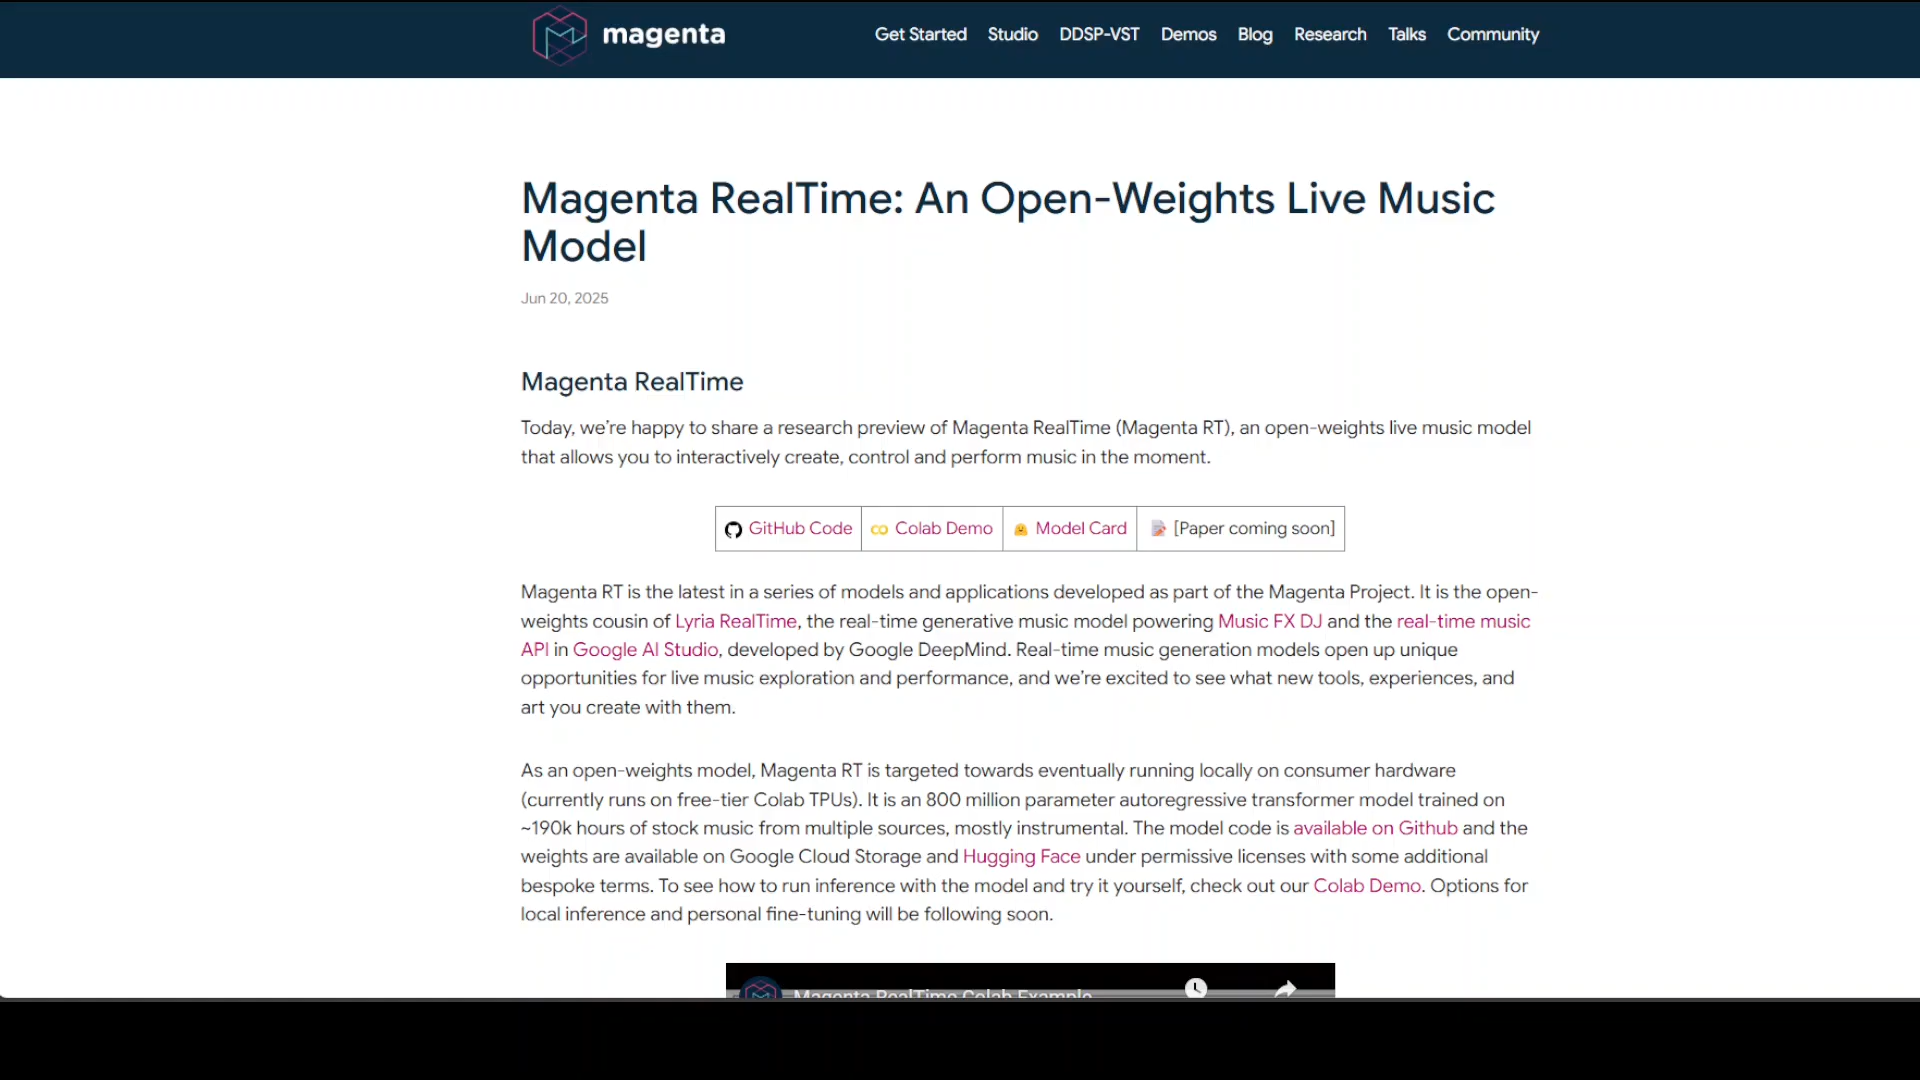 magenta
Get Started Studio DDSP-VST Demos Blog Research Talks Community
Magenta RealTime: An Open-Weights Live Music
Model
Jun 20, 2025
Magenta RealTime
Today, we're happy to share a research preview of Magenta RealTime (Magenta RT), an open-weights live music model
that allows you to interactively create, control and perform music in the moment.
GitHub Code Colab Demo Model Card [Paper coming soon]
Magenta RT is the latest in a series of models and applications developed as part of the Magenta Project. It is the open-
weights cousin of Lyria RealTime, the real-time generative music model powering Music FX DJ and the real-time music
API in Google AI Studio, developed by Google DeepMind. Real-time music generation models open up unique
opportunities for live music exploration and performance, and we're excited to see what new tools, experiences, and
art you create with them.
As an open-weights model, Magenta RT is targeted towards eventually running locally on consumer hardware
(currently runs on free-tier Colab TPUs). It is an 800 million parameter autoregressive transformer model trained on
~190k hours of stock music from multiple sources, mostly instrumental. The model code is available on Github and the
weights are available on Google Cloud Storage and Hugging Face under permissive licenses with some additional
bespoke terms. To see how to run inference with the model and try it yourself, check out our Colab Demo. Options for
local inference and personal fine-tuning will be following soon.
Magenta RealTime Colab Example